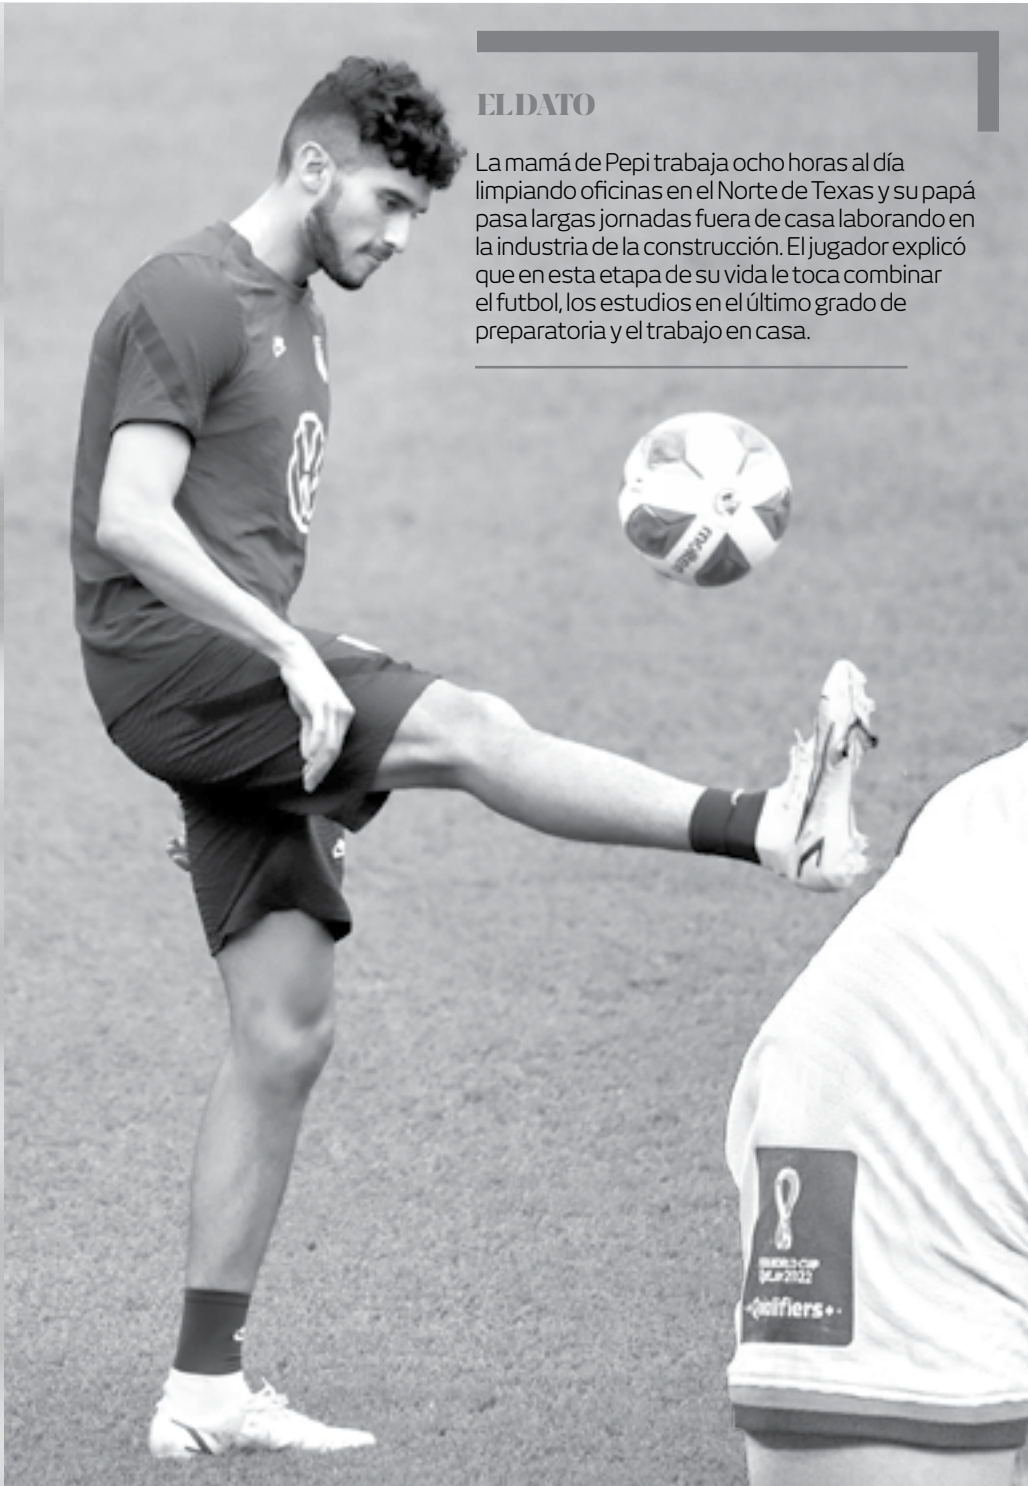 EL DATO
La mamá de Pepi trabaja ocho horas al día
limpiando oficinas en el Norte de Texas y su papá
pasa largas jornadas fuera de casa laborando en
la industria de la construcción. El jugador explicó
que en esta etapa de su vida le toca combinar
el futbol, los estudios en el último grado de
preparatoria y el trabajo en casa.
molten
WORLD CUP
Qatar2022
Qualifiers